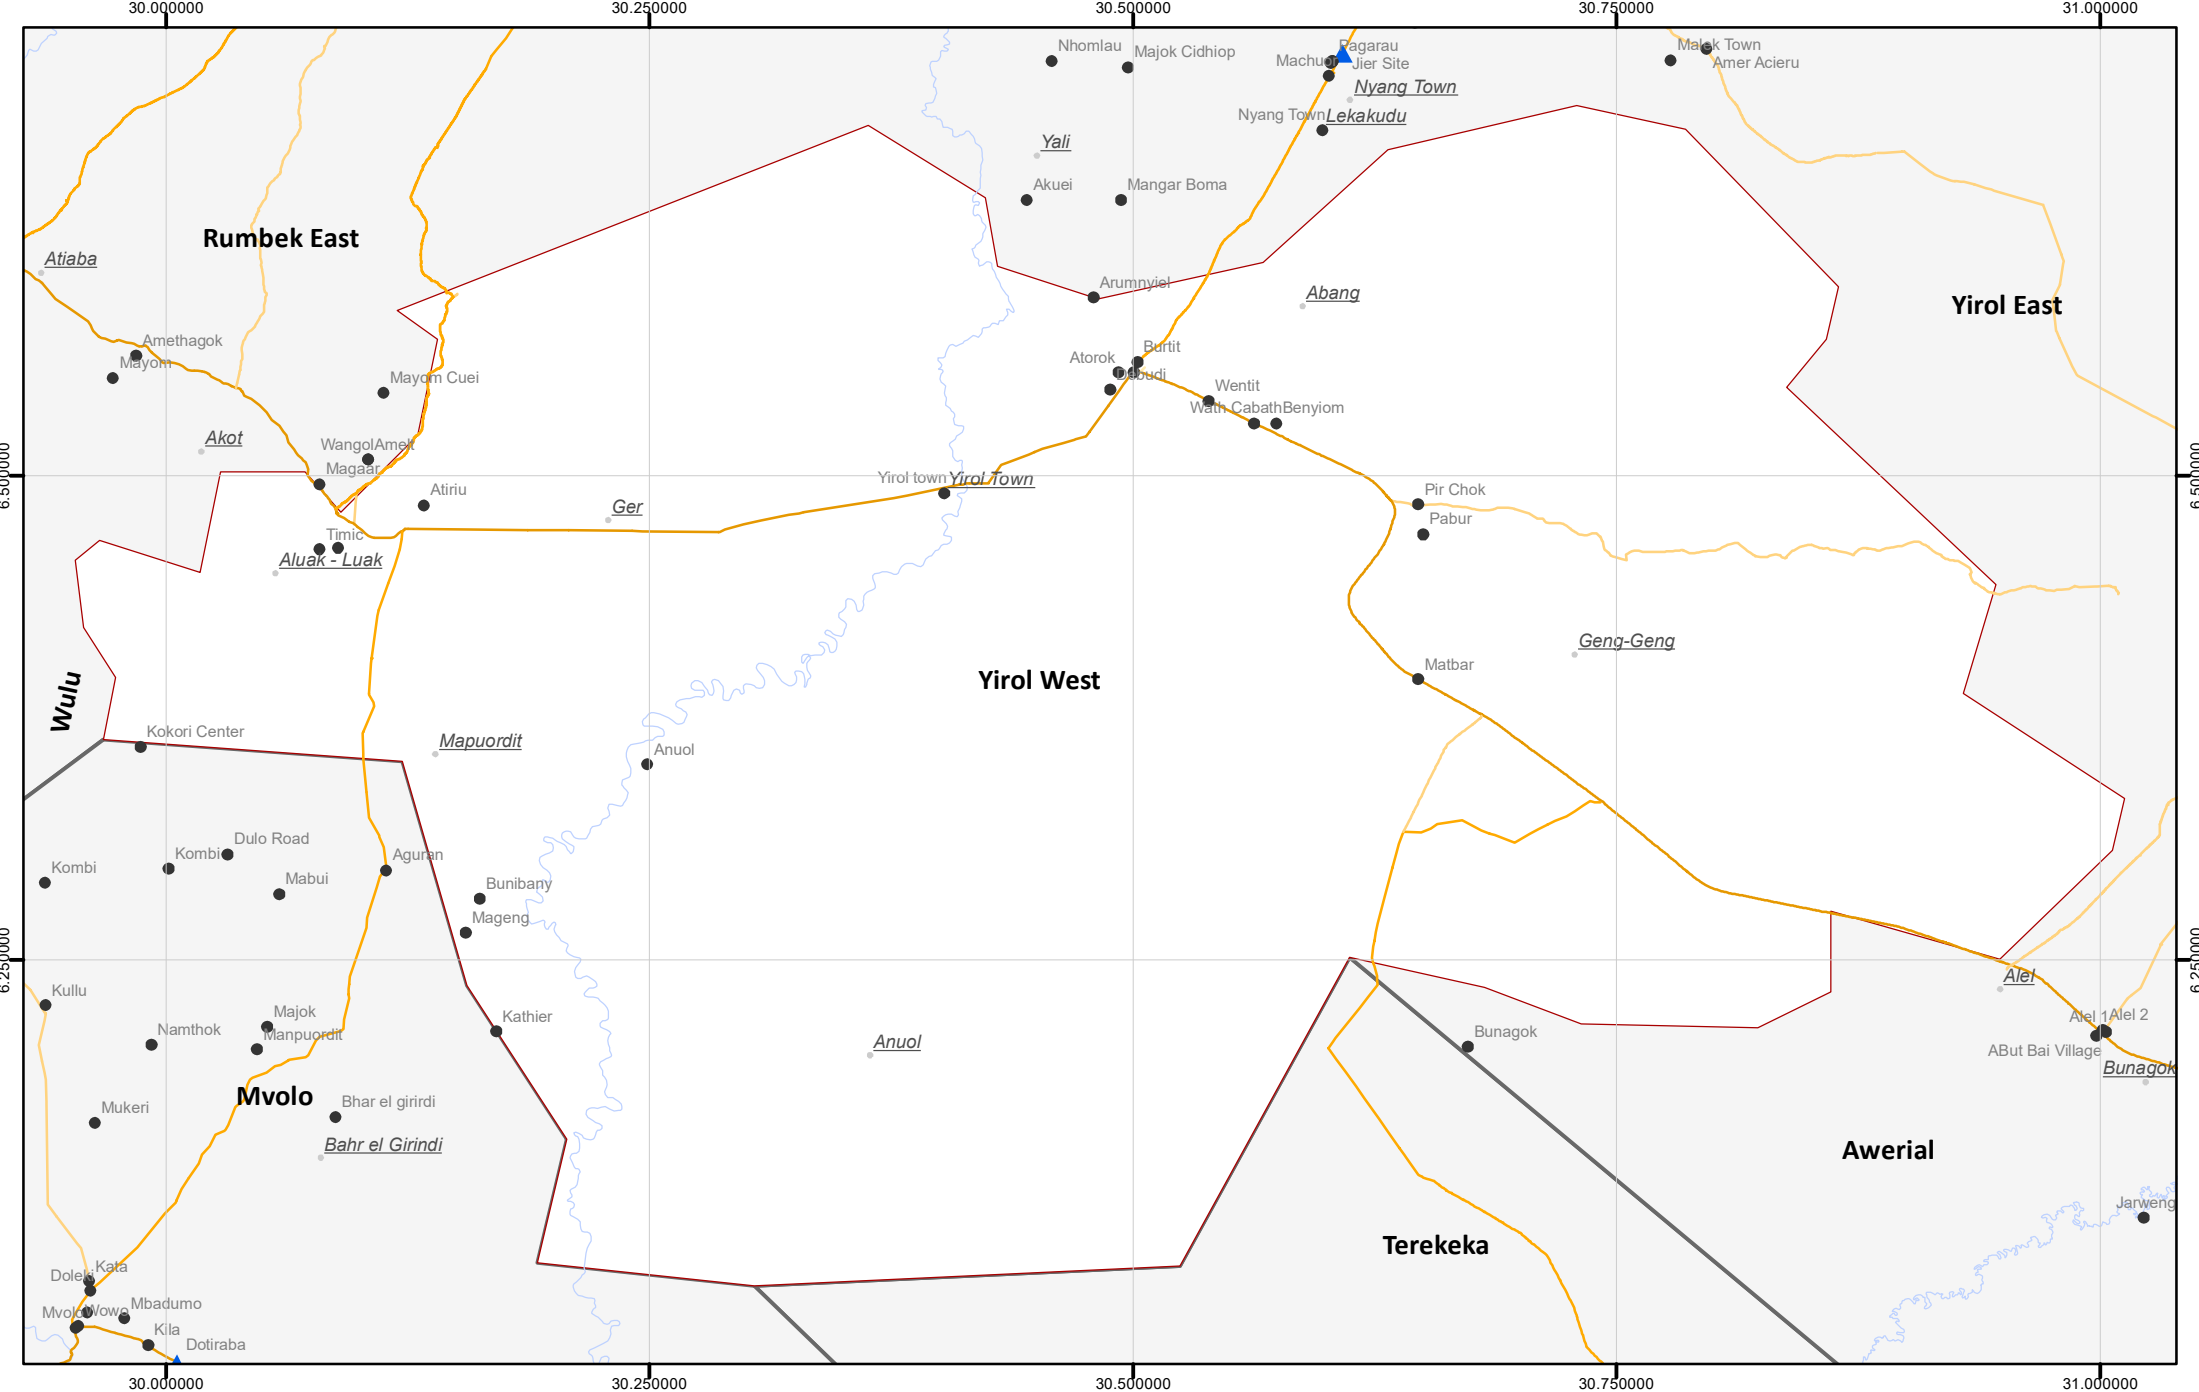 30.000000 30.250000 30.500000 30.750000 31.000000
Nhomlau
Majok Cidhiop
Pagarau
Machuor
Jier Site
Malek Town
Amer Acieru
Nyang Town
Nyang Town
Lekakudu
Yali
Akuei
Mangar Boma
Rumbek East
Atiaba
Arumnyiel
Abang
Yirol East
Amethagok
Mayom
Mayom Cuei
Burtit
Atorok
Debudi
Wentit
Wath Cabath
Benyiom
Akot
Wangol
Amelt
Magaar
6.500000
6.500000
Atiriu
Ger
Yirol town
Yirol Town
Pir Chok
Pabur
Timic
Aluak - Luak
Geng-Geng
Matbar
Wulu
Yirol West
Kokori Center
Mapuordit
Anuol
Dulo Road
Kombi
Kombi
Mabui
Aguran
Bunibany
Mageng
6.250000
6.250000
Alel
Kullu
Namthok
Majok
Manpuordit
Kathier
Anuol
Bunagok
Alel 1
Alel 2
ABut Bai Village
Bunagok
Mvolo
Mukeri
Bhar el girirdi
Bahr el Girindi
Awerial
Jarweng
Terekeka
Kata
Doleki
Mvolo
Wowo
Mbadumo
Kila
Dotiraba
30.000000 30.250000 30.500000 30.750000 31.000000